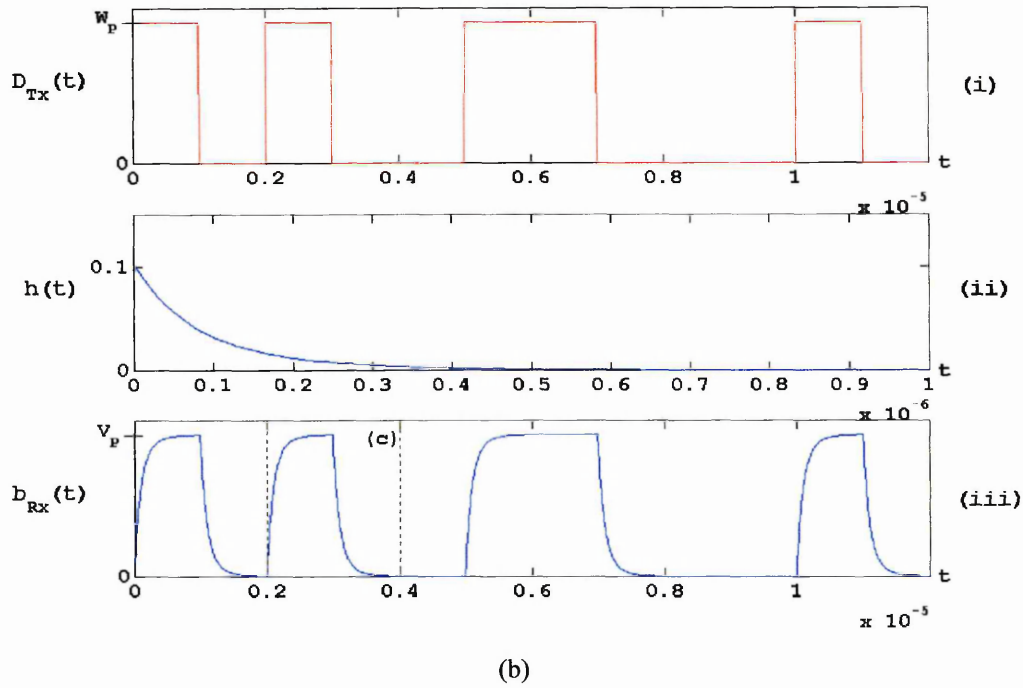 W_P
D_Tx(t)
(i)
0
t
0 0.2 0.4 0.6 0.8 1
x 10^-5
0.1
h(t)
(ii)
0
t
0 0.1 0.2 0.3 0.4 0.5 0.6 0.7 0.8 0.9 1
x 10^-6
V_P
(c)
b_Rx(t)
(iii)
0
t
0 0.2 0.4 0.6 0.8 1
x 10^-5
(b)